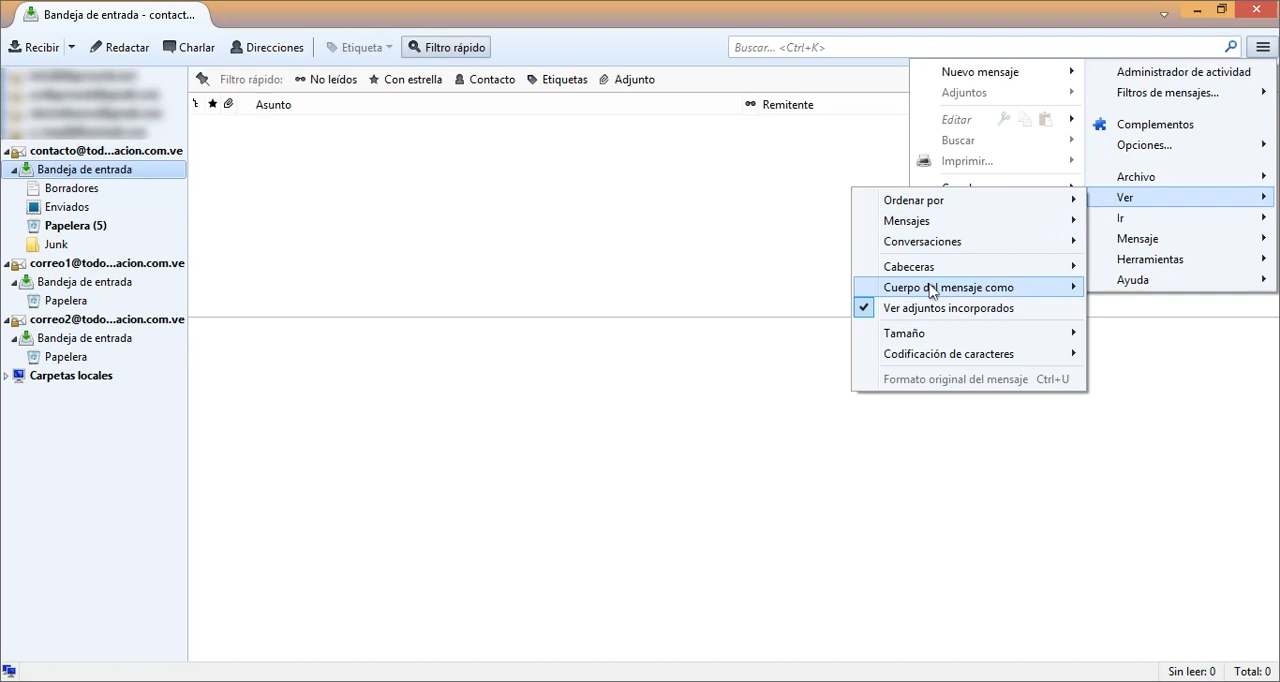 Bandeja de entrada - contact...
Recibir Redactar Charlar Direcciones Etiqueta Filtro rápido Buscar... <Ctrl+K>
Filtro rápido: No leídos Con estrella Contacto Etiquetas Adjunto
Asunto Remitente
contacto@tod...acion.com.ve
Bandeja de entrada
Borradores
Enviados
Papelera (5)
Junk
correo1@todo...acion.com.ve
Bandeja de entrada
Papelera
correo2@todo...acion.com.ve
Bandeja de entrada
Papelera
Carpetas locales
Nuevo mensaje
Adjuntos
Editar
Buscar
Imprimir...
Administrador de actividad
Filtros de mensajes...
Complementos
Opciones...
Archivo
Ver
Ir
Mensaje
Herramientas
Ayuda
Ordenar por
Mensajes
Conversaciones
Cabeceras
Cuerpo del mensaje como
Ver adjuntos incorporados
Tamaño
Codificación de caracteres
Formato original del mensaje Ctrl+U
Sin leer: 0 Total: 0